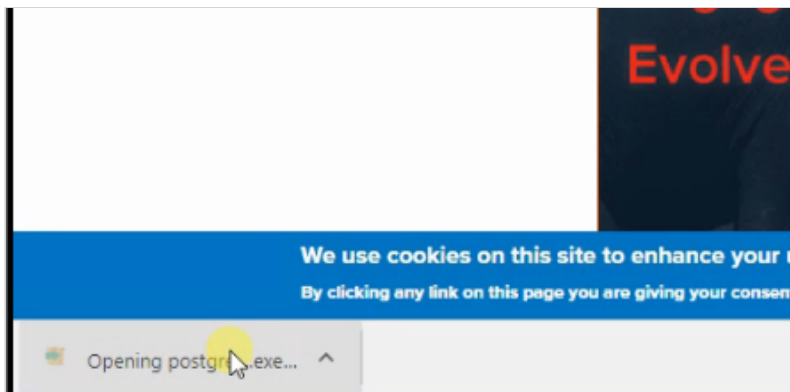 Evolve
We use cookies on this site to enhance your
By clicking any link on this page you are giving your consen
Opening postgr...exe...